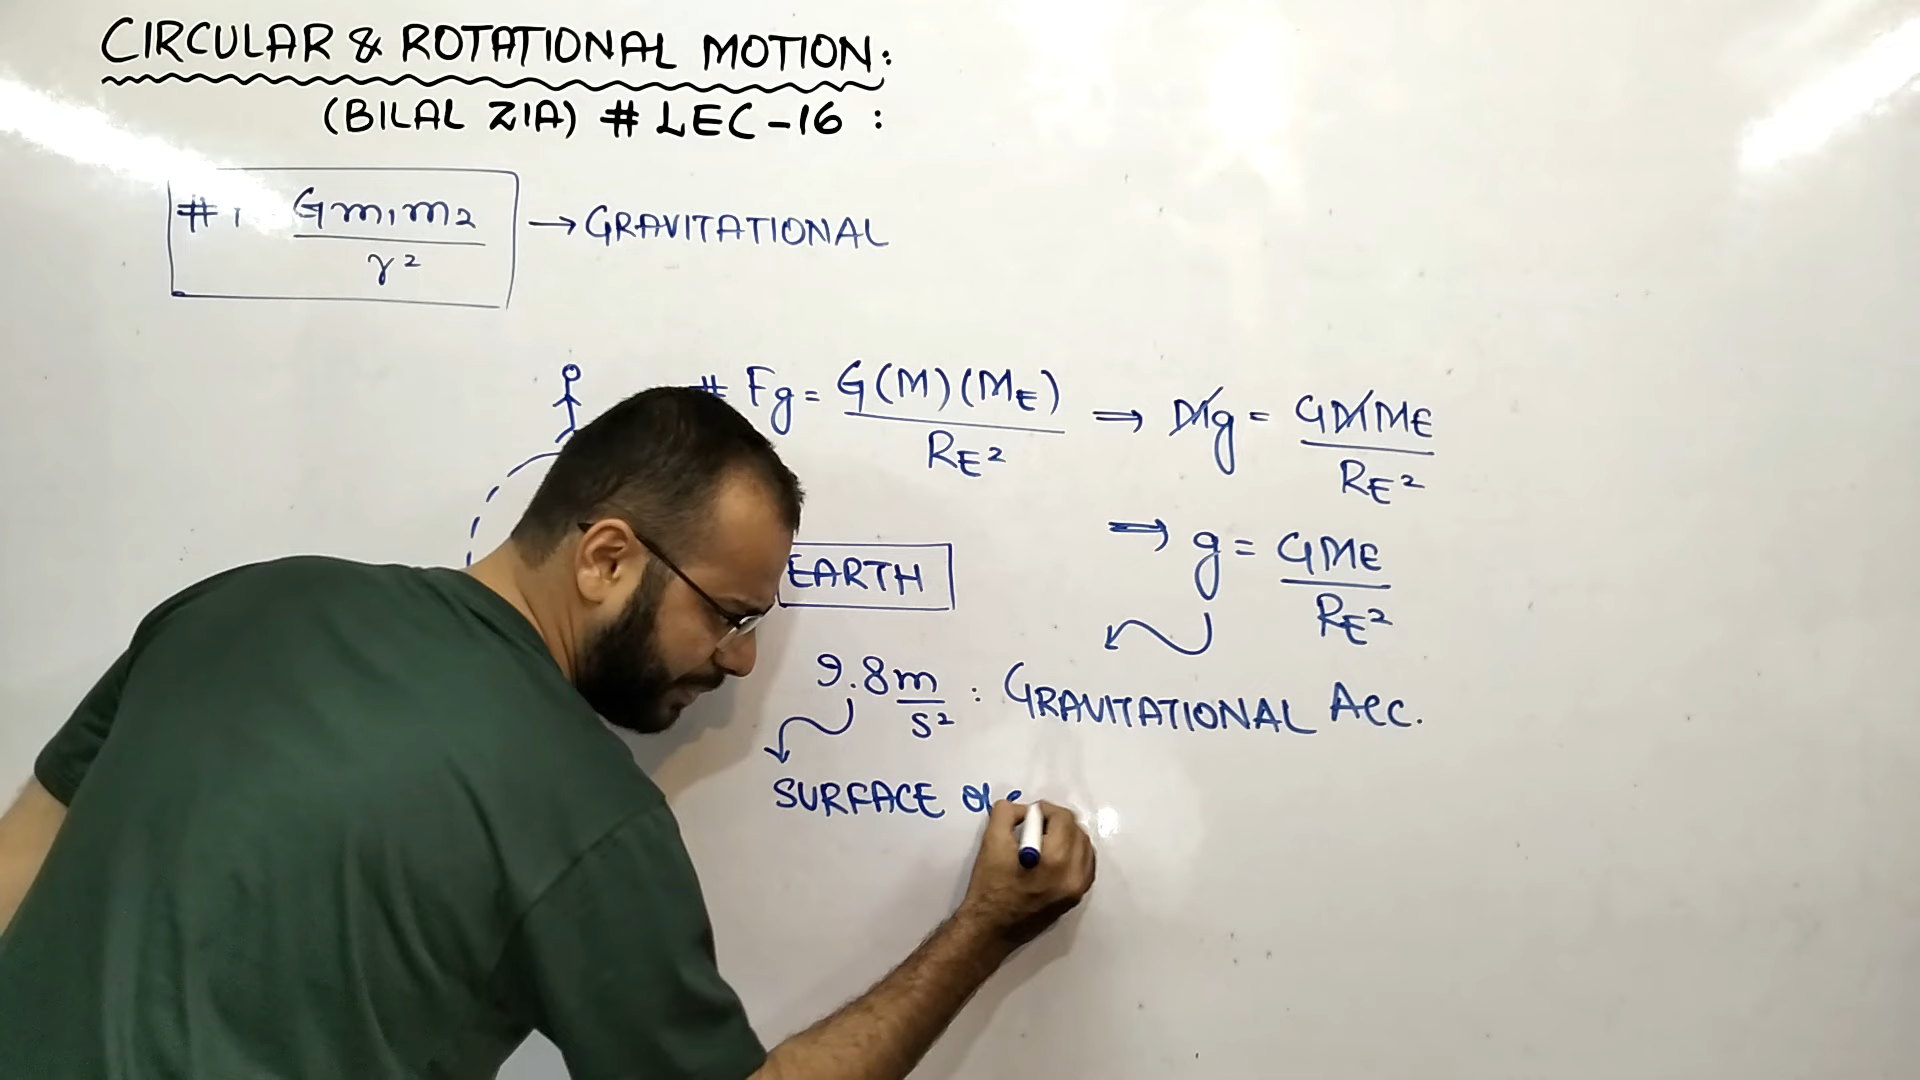 CIRCULAR & ROTATIONAL MOTION:
(BILAL ZIA) # LEC-16 :
# Gm₁m₂ / r² → GRAVITATIONAL
# Fg = G(M)(ME) / RE² ⇒ Mg = GMME / RE²
⇒ g = GME / RE²
EARTH
9.8 m/s² : GRAVITATIONAL ACC.
SURFACE